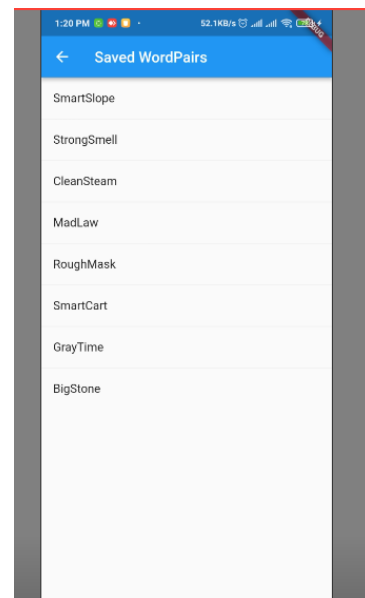 1:20 PM 52.1KB/s
Saved WordPairs
SmartSlope
StrongSmell
CleanSteam
MadLaw
RoughMask
SmartCart
GrayTime
BigStone